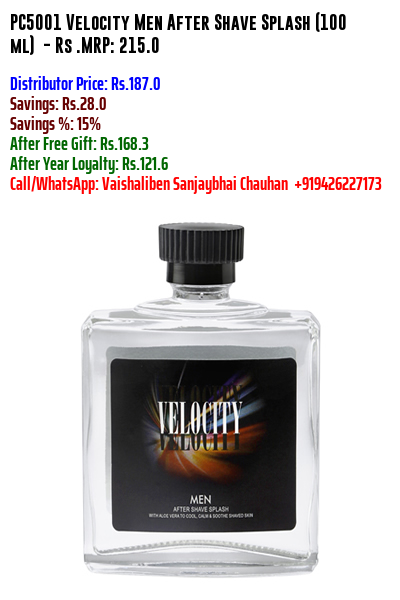 PC5001 Velocity Men After Shave Splash (100
ml) - Rs .MRP: 215.0
Distributor Price: Rs.187.0
Savings: Rs.28.0
Savings %: 15%
After Free Gift: Rs.168.3
After Year Loyalty: Rs.121.6
Call/WhatsApp: Vaishaliben Sanjaybhai Chauhan +919426227173
VELOCITY
VELOCITY
MEN
AFTER SHAVE SPLASH
WITH ALOE VERA TO COOL, CALM & SOOTHE SHAVED SKIN